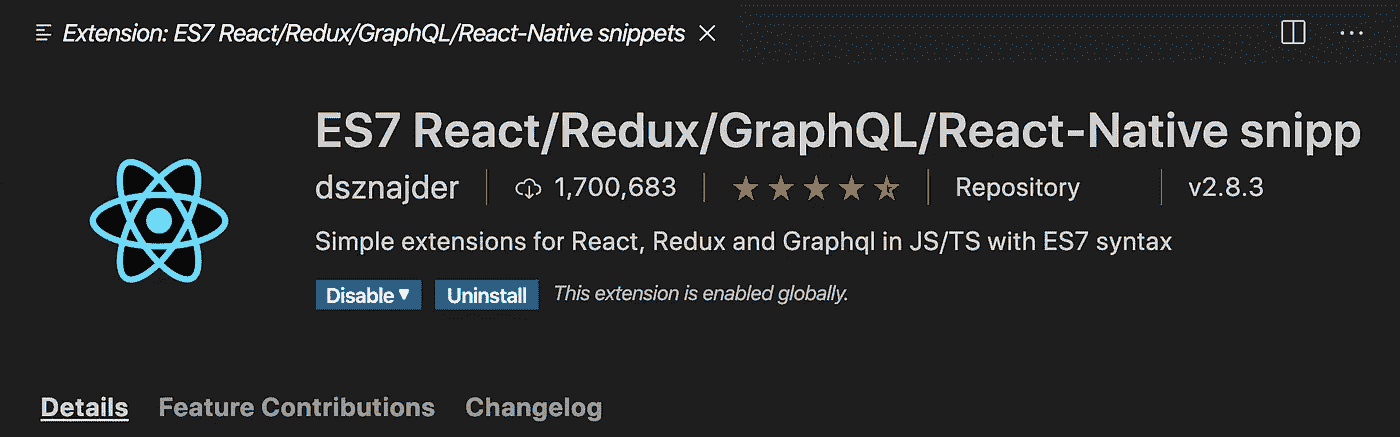 Extension: ES7 React/Redux/GraphQL/React-Native snippets
ES7 React/Redux/GraphQL/React-Native snipp
dsznajder 1,700,683 Repository v2.8.3
Simple extensions for React, Redux and Graphql in JS/TS with ES7 syntax
Disable Uninstall This extension is enabled globally.
Details Feature Contributions Changelog